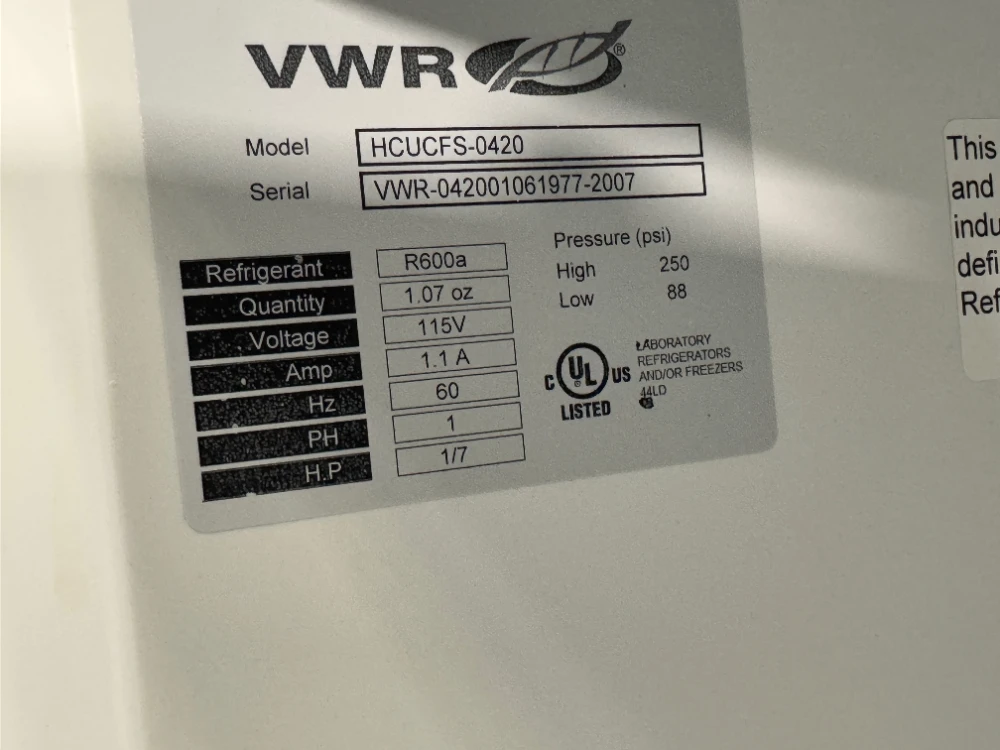 VWR®
Model HCUCFS-0420
Serial VWR-042001061977-2007
Refrigerant R600a
Quantity 1.07 oz
Voltage 115V
Amp 1.1 A
Hz 60
PH 1
H.P 1/7
Pressure (psi)
High 250
Low 88
C UL® US
LISTED
LABORATORY
REFRIGERATORS
AND/OR FREEZERS
44LD
This
and
indu
defi
Ref